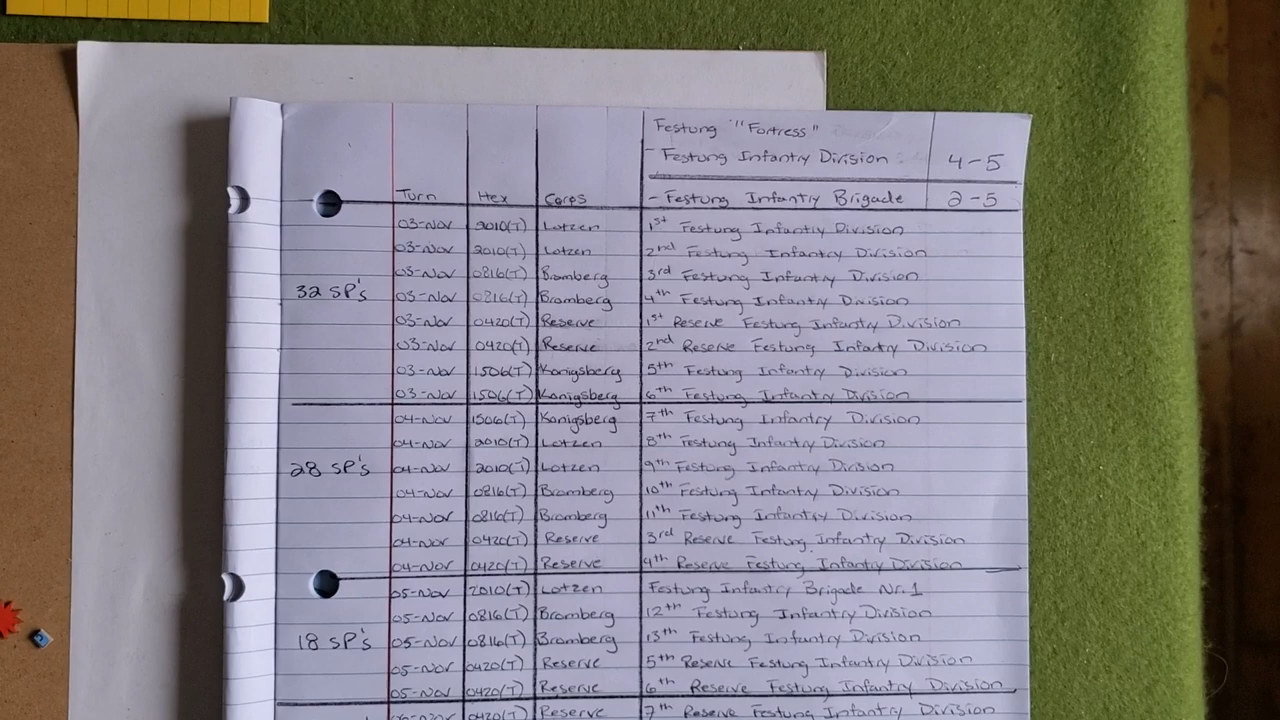 Festung "Fortress"
- Festung Infantry Division 4-5
Turn Hex Corps - Festung Infantry Brigade 2-5
03-Nov 2010(T) Lotzen 1st Festung Infantry Division
03-Nov 2010(T) Lotzen 2nd Festung Infantry Division
03-Nov 0816(T) Bromberg 3rd Festung Infantry Division
32 SP's 03-Nov 0816(T) Bromberg 4th Festung Infantry Division
03-Nov 0420(T) Reserve 1st Reserve Festung Infantry Division
03-Nov 0420(T) Reserve 2nd Reserve Festung Infantry Division
03-Nov 1506(T) Konigsberg 5th Festung Infantry Division
03-Nov 1506(T) Konigsberg 6th Festung Infantry Division
04-Nov 1506(T) Konigsberg 7th Festung Infantry Division
04-Nov 2010(T) Lotzen 8th Festung Infantry Division
28 SP's 04-Nov 2010(T) Lotzen 9th Festung Infantry Division
04-Nov 0816(T) Bromberg 10th Festung Infantry Division
04-Nov 0816(T) Bromberg 11th Festung Infantry Division
04-Nov 0420(T) Reserve 3rd Reserve Festung Infantry Division
04-Nov 0420(T) Reserve 4th Reserve Festung Infantry Division
05-Nov 2010(T) Lotzen Festung Infantry Brigade Nr.1
05-Nov 0816(T) Bromberg 12th Festung Infantry Division
18 SP's 05-Nov 0816(T) Bromberg 13th Festung Infantry Division
05-Nov 0420(T) Reserve 5th Reserve Festung Infantry Division
05-Nov 0420(T) Reserve 6th Reserve Festung Infantry Division
0420(T) Reserve 7th Reserve Festung Infantry Division